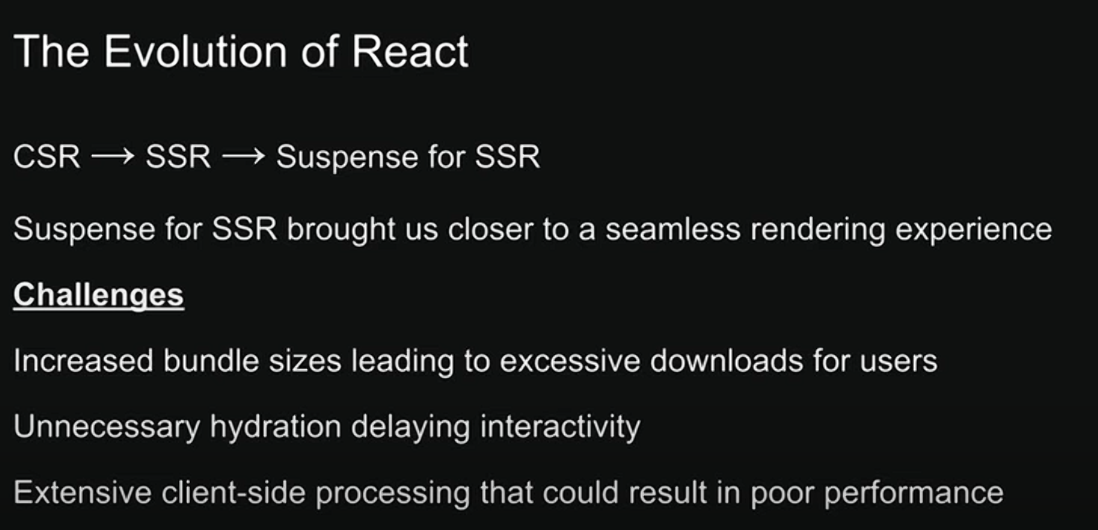 The Evolution of React
CSR → SSR → Suspense for SSR
Suspense for SSR brought us closer to a seamless rendering experience
Challenges
Increased bundle sizes leading to excessive downloads for users
Unnecessary hydration delaying interactivity
Extensive client-side processing that could result in poor performance